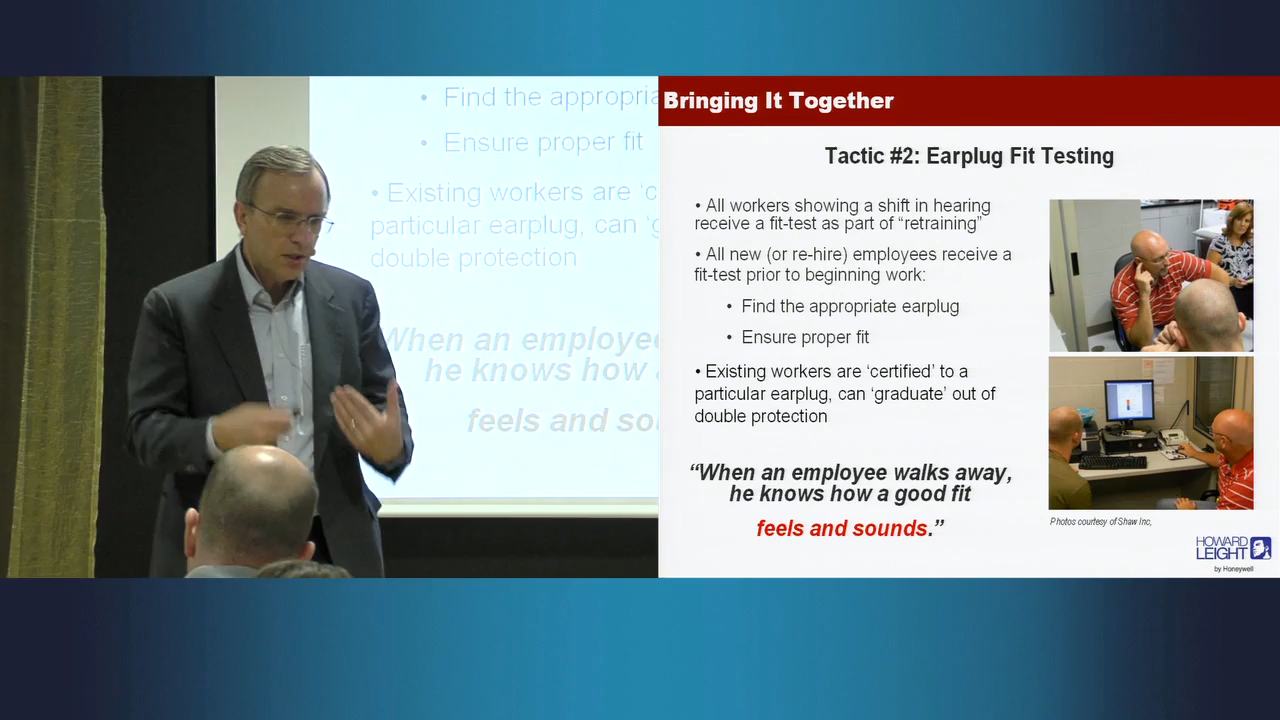 Find the appropria
• Ensure proper fit
• Existing workers are ‘c
particular earplug, can ‘g
double protection
When an employee
he knows how a
feels and sou
Bringing It Together
Tactic #2: Earplug Fit Testing
• All workers showing a shift in hearing
receive a fit-test as part of “retraining”
• All new (or re-hire) employees receive a
fit-test prior to beginning work:
• Find the appropriate earplug
• Ensure proper fit
• Existing workers are ‘certified’ to a
particular earplug, can ‘graduate’ out of
double protection
“When an employee walks away,
he knows how a good fit
feels and sounds.”
Photos courtesy of Shaw Inc,
HOWARD
LEIGHT
by Honeywell